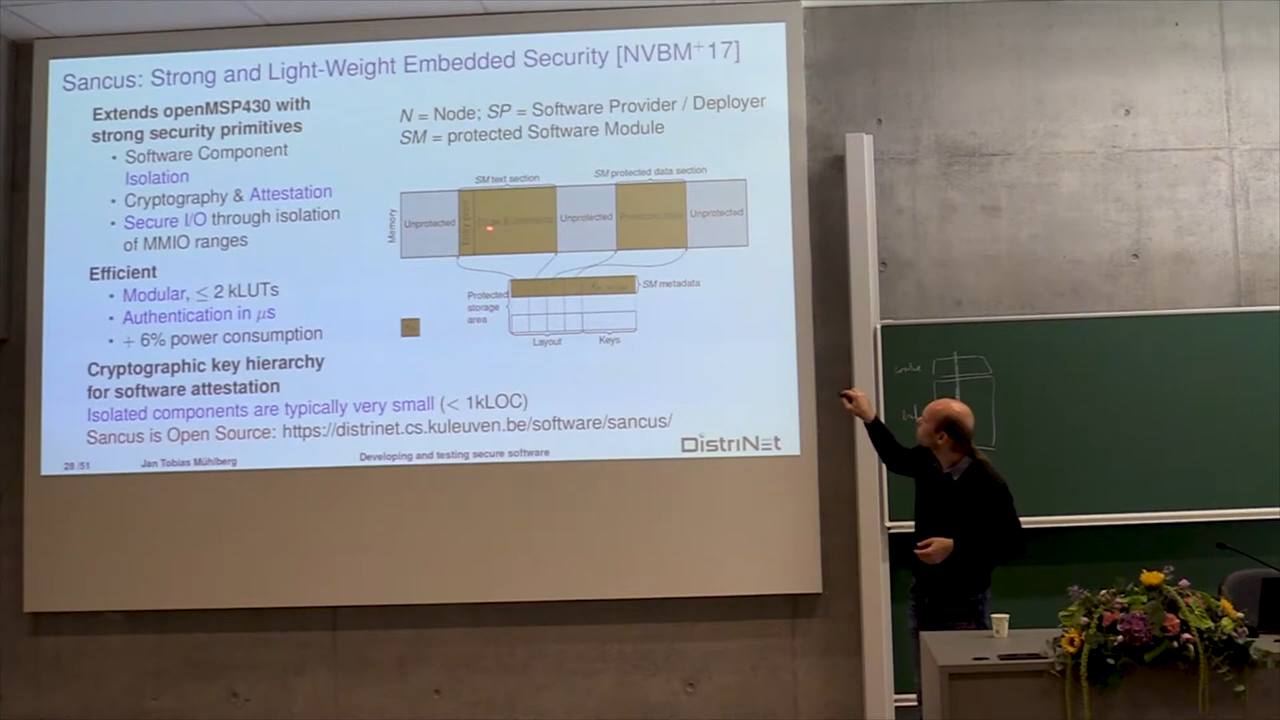 Sancus: Strong and Light-Weight Embedded Security [NVBM+17]
Extends openMSP430 with
strong security primitives
• Software Component
Isolation
• Cryptography & Attestation
• Secure I/O through isolation
of MMIO ranges
Efficient
• Modular, ≤ 2 kLUTs
• Authentication in μs
• + 6% power consumption
Cryptographic key hierarchy
for software attestation
Isolated components are typically very small (< 1kLOC)
Sancus is Open Source: https://distrinet.cs.kuleuven.be/software/sancus/
N = Node; SP = Software Provider / Deployer
SM = protected Software Module
SM text section
SM protected data section
Memory
Unprotected
Entry point
Unprotected
Unprotected
Protected
storage
area
SM metadata
Layout
Keys
28 /51
Jan Tobias Mühlberg
Developing and testing secure software
DISTRINET